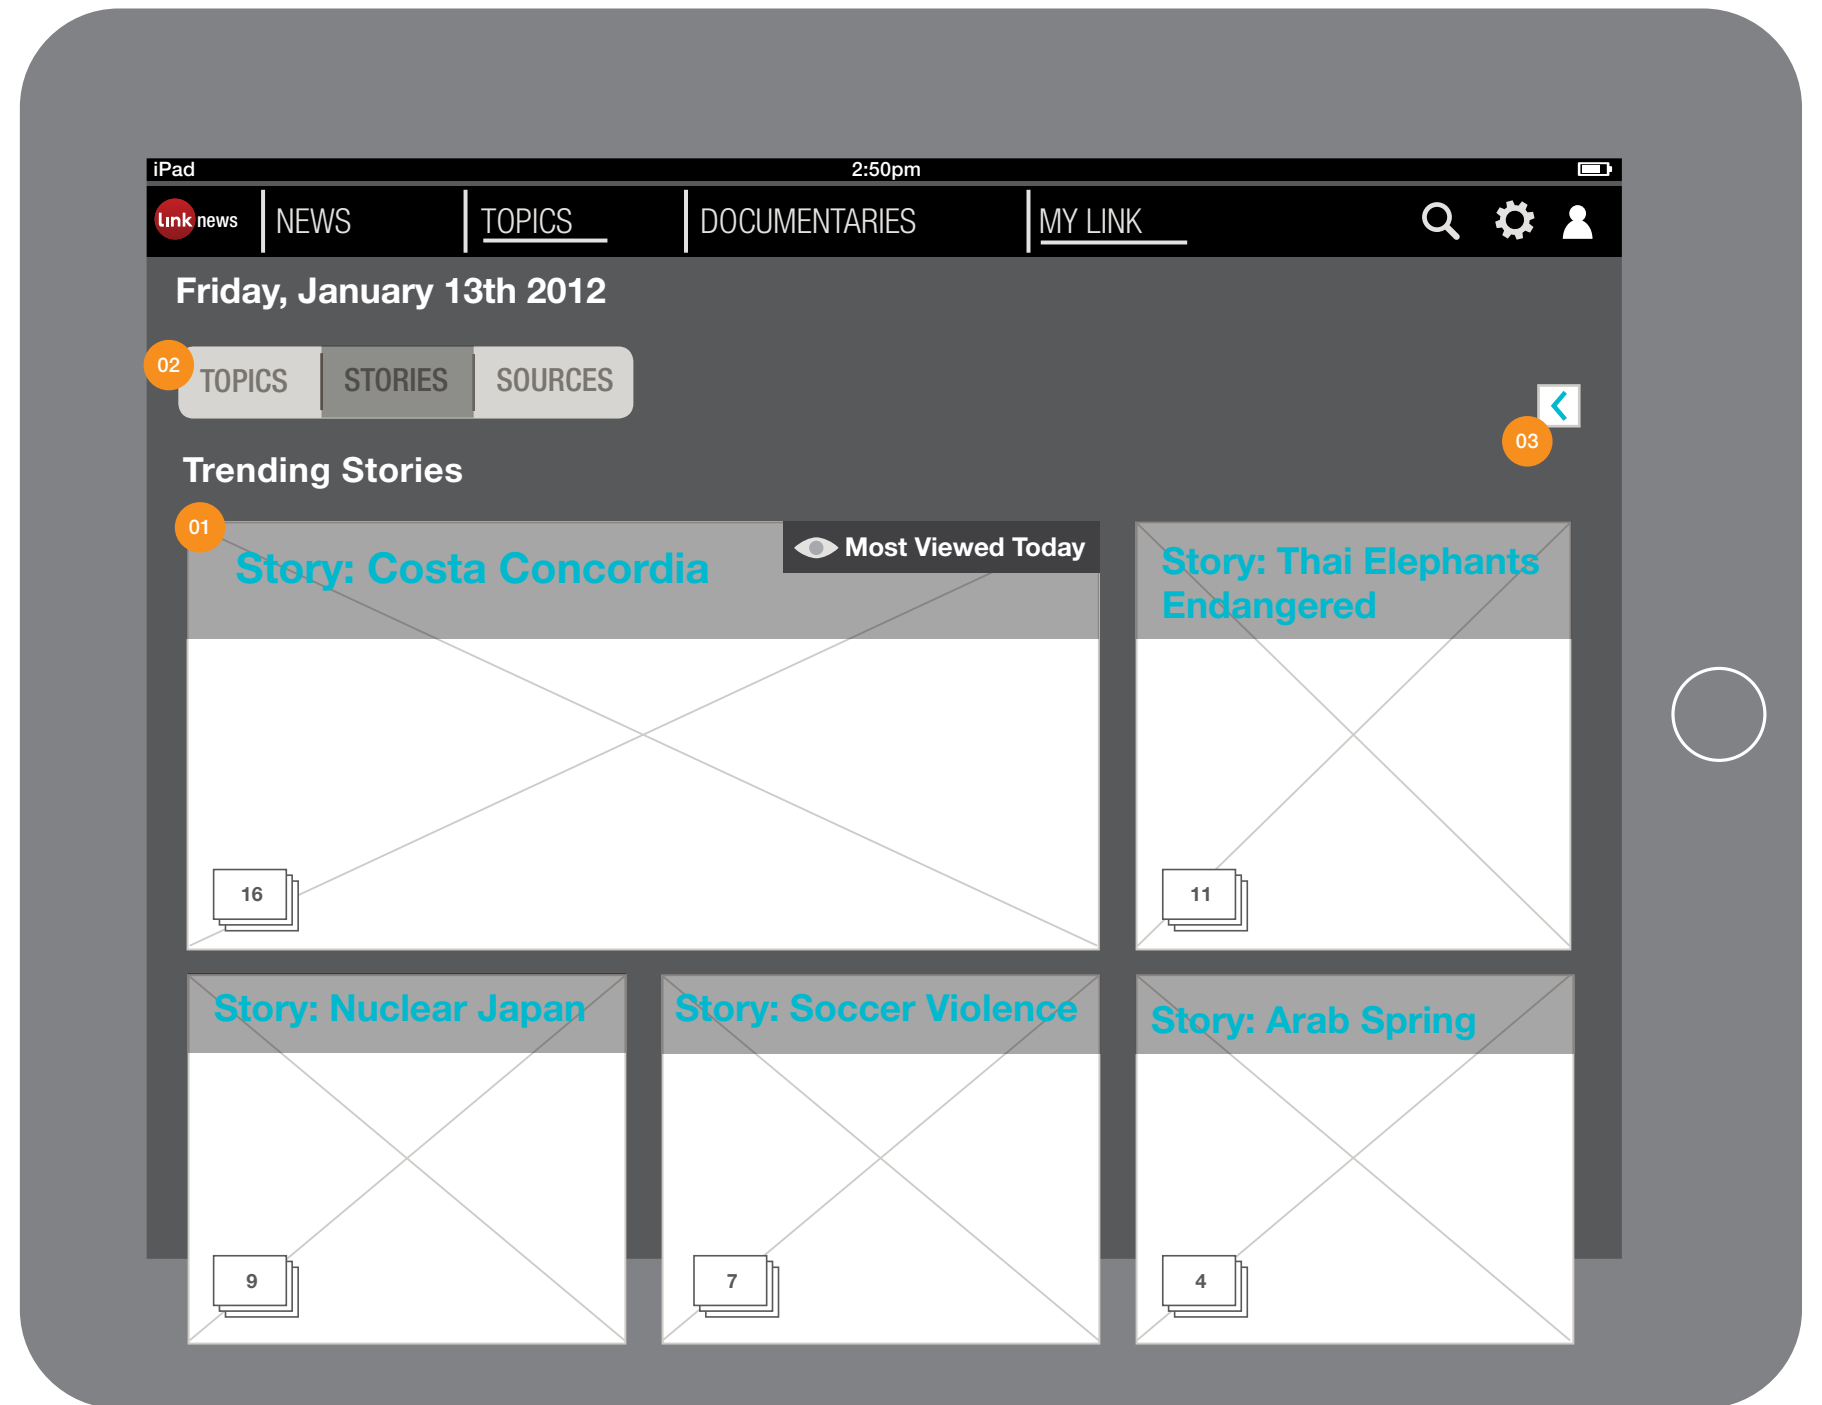 iPad 2:50pm
Link news NEWS TOPICS DOCUMENTARIES MY LINK
Friday, January 13th 2012
02
TOPICS STORIES SOURCES
03
Trending Stories
01
Story: Costa Concordia
Most Viewed Today
Story: Thai Elephants
Endangered
16
11
Story: Nuclear Japan
Story: Soccer Violence
Story: Arab Spring
9
7
4